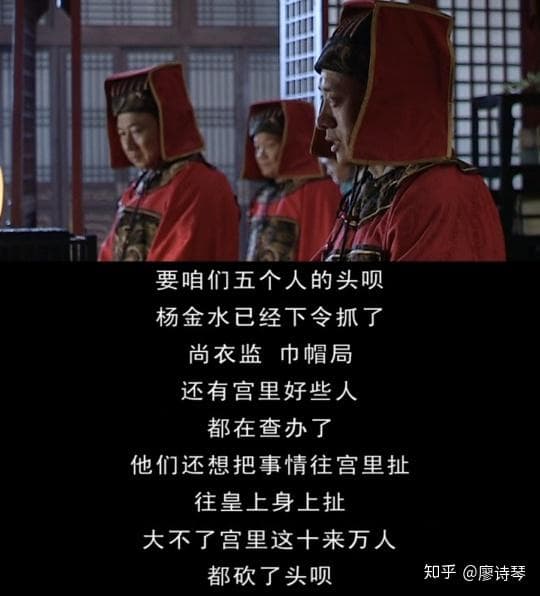 要咱们五个人的头呗
杨金水已经下令抓了
尚衣监 巾帽局
还有宫里好些人
都在查办了
他们还想把事情往宫里扯
往皇上身上扯
大不了宫里这十来万人
都砍了头呗
知乎 @廖诗琴